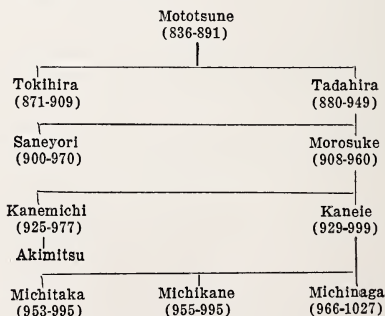 Mototsune
(836-891)
Tokihira Tadahira
(871-909) (880-949)
Saneyori Morosuke
(900-970) (908-960)
Kanemichi Kaneie
(925-977) (929-999)
Akimitsu
Michitaka Michikane Michinaga
(953-995) (955-995) (966-1027)